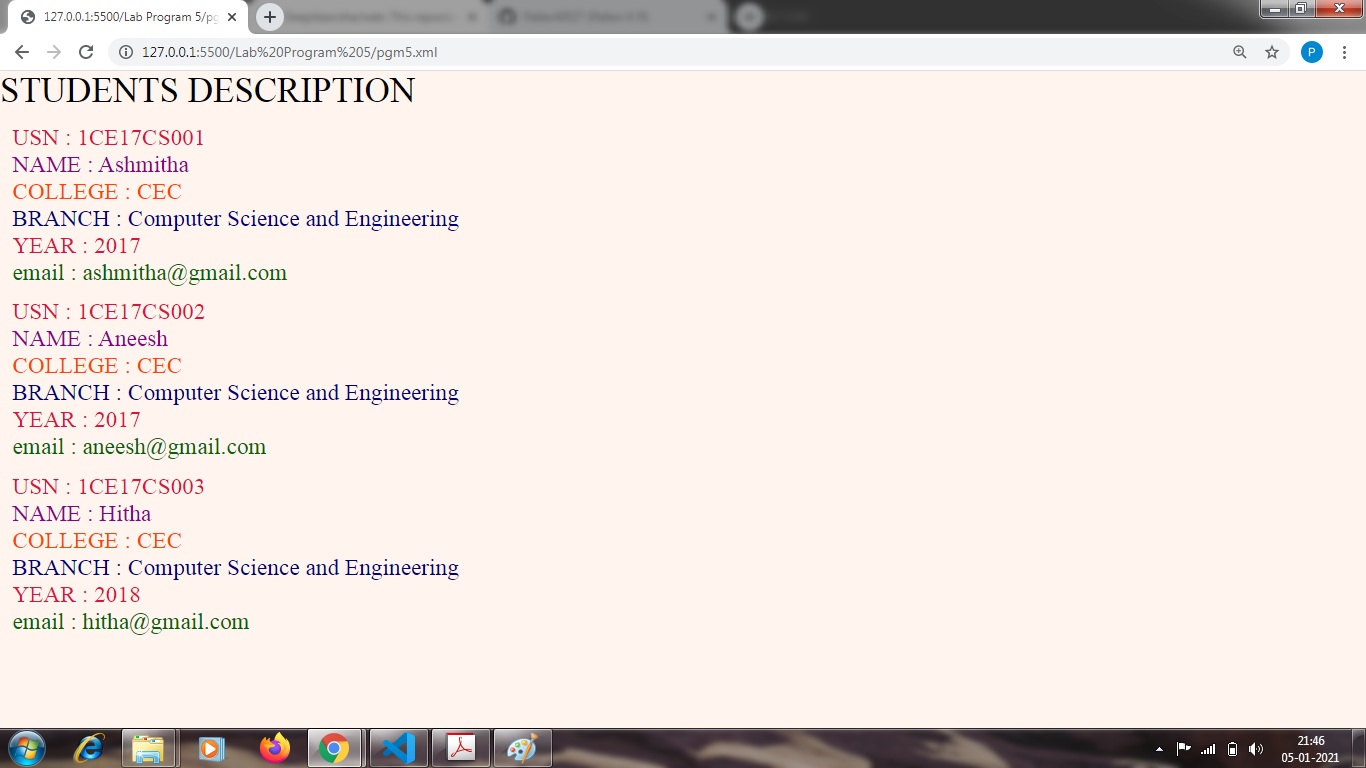 127.0.0.1:5500/Lab Program 5/pg
127.0.0.1:5500/Lab%20Program%205/pgm5.xml
P
STUDENTS DESCRIPTION
USN : 1CE17CS001
NAME : Ashmitha
COLLEGE : CEC
BRANCH : Computer Science and Engineering
YEAR : 2017
email : ashmitha@gmail.com
USN : 1CE17CS002
NAME : Aneesh
COLLEGE : CEC
BRANCH : Computer Science and Engineering
YEAR : 2017
email : aneesh@gmail.com
USN : 1CE17CS003
NAME : Hitha
COLLEGE : CEC
BRANCH : Computer Science and Engineering
YEAR : 2018
email : hitha@gmail.com
21:46
05-01-2021